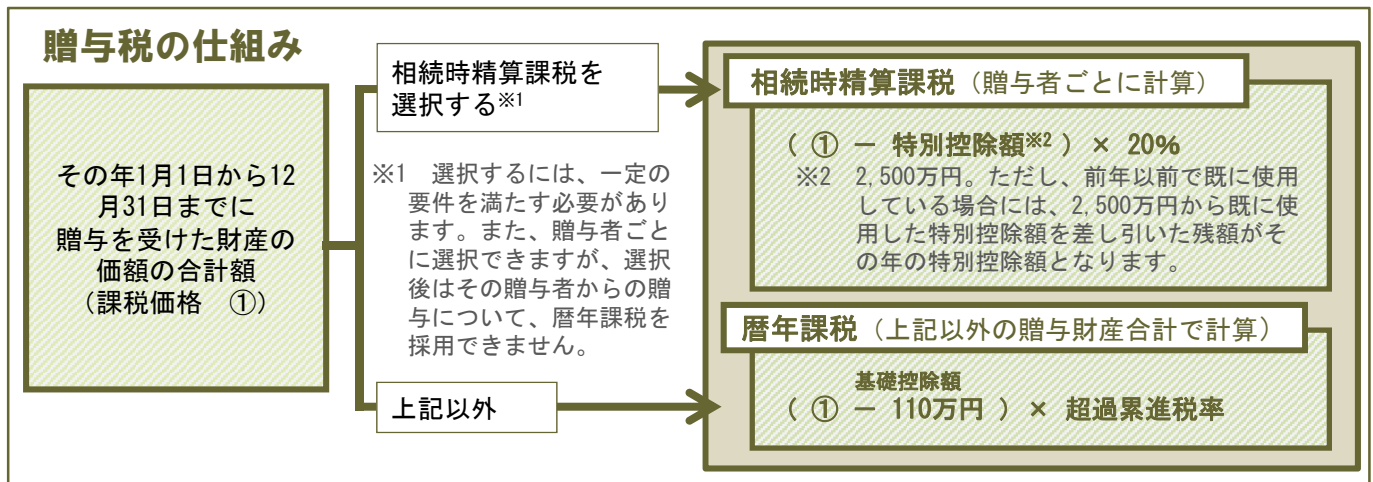 贈与税の仕組み
その年1月1日から12
月31日までに
贈与を受けた財産の
価額の合計額
（課税価格　①）
相続時精算課税を
選択する※1
※1　選択するには、一定の
要件を満たす必要があり
ます。また、贈与者ごと
に選択できますが、選択
後はその贈与者からの贈
与について、暦年課税を
採用できません。
上記以外
相続時精算課税（贈与者ごとに計算）
（ ① － 特別控除額※2 ）× 20%
※2　2,500万円。ただし、前年以前で既に使用
している場合には、2,500万円から既に使
用した特別控除額を差し引いた残額がそ
の年の特別控除額となります。
暦年課税（上記以外の贈与財産合計で計算）
基礎控除額
（ ① － 110万円 ）× 超過累進税率